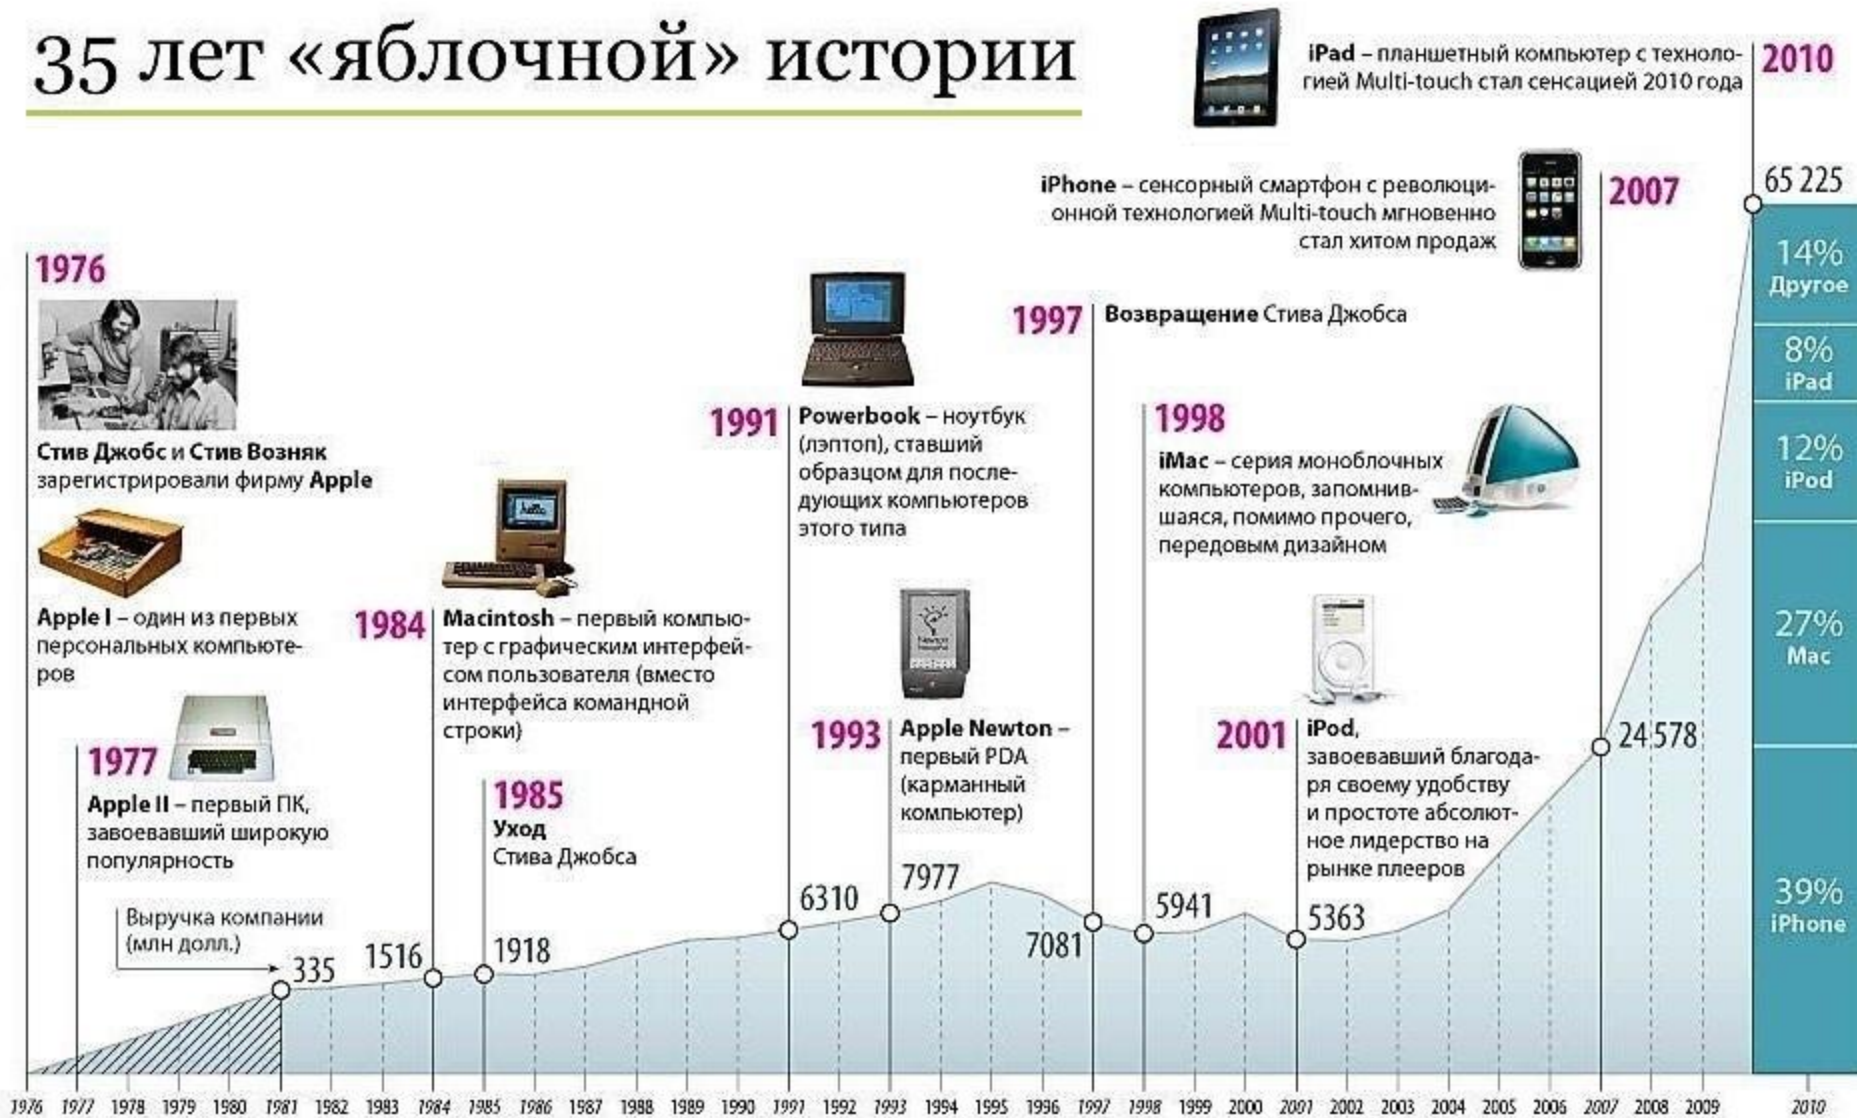 35 лет «яблочной» истории
iPad – планшетный компьютер с техноло-
гией Multi-touch стал сенсацией 2010 года
2010
iPhone – сенсорный смартфон с революци-
онной технологией Multi-touch мгновенно
стал хитом продаж
2007
65 225
14%
Другое
8%
iPad
12%
iPod
27%
Mac
39%
iPhone
1976
Стив Джобс и Стив Возняк
зарегистрировали фирму Apple
Apple I – один из первых
персональных компьюте-
ров
1977
Apple II – первый ПК,
завоевавший широкую
популярность
Выручка компании
(млн долл.)
335
1984
hello
Macintosh – первый компью-
тер с графическим интерфей-
сом пользователя (вместо
интерфейса командной
строки)
1516
1985
Уход
Стива Джобса
1918
1991
Powerbook – ноутбук
(лэптоп), ставший
образцом для после-
дующих компьютеров
этого типа
6310
1993
Newton
Apple Newton –
первый PDA
(карманный
компьютер)
7977
1997
Возвращение Стива Джобса
7081
1998
iMac – серия моноблочных
компьютеров, запомнив-
шаяся, помимо прочего,
передовым дизайном
5941
2001
iPod,
завоевавший благода-
ря своему удобству
и простоте абсолют-
ное лидерство на
рынке плееров
5363
24 578
1976 1977 1978 1979 1980 1981 1982 1983 1984 1985 1986 1987 1988 1989 1990 1991 1992 1993 1994 1995 1996 1997 1998 1999 2000 2001 2002 2003 2004 2005 2006 2007 2008 2009 2010